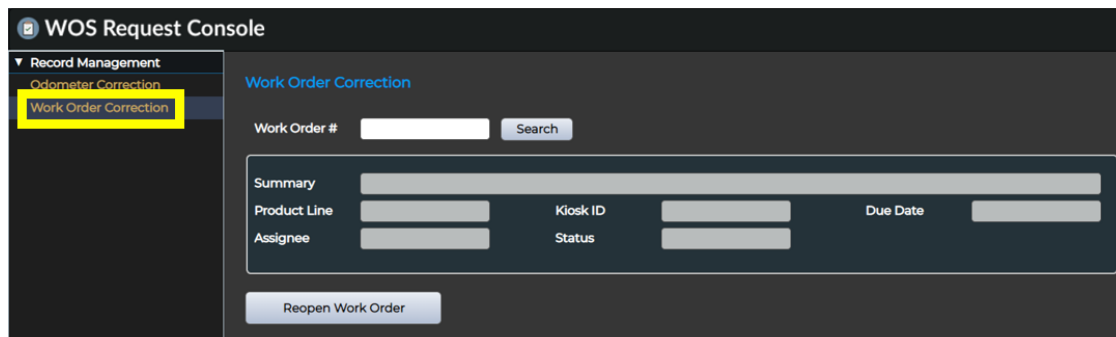 WOS Request Console
Record Management
Odometer Correction
Work Order Correction
Work Order Correction
Work Order # Search
Summary
Product Line Kiosk ID Due Date
Assignee Status
Reopen Work Order